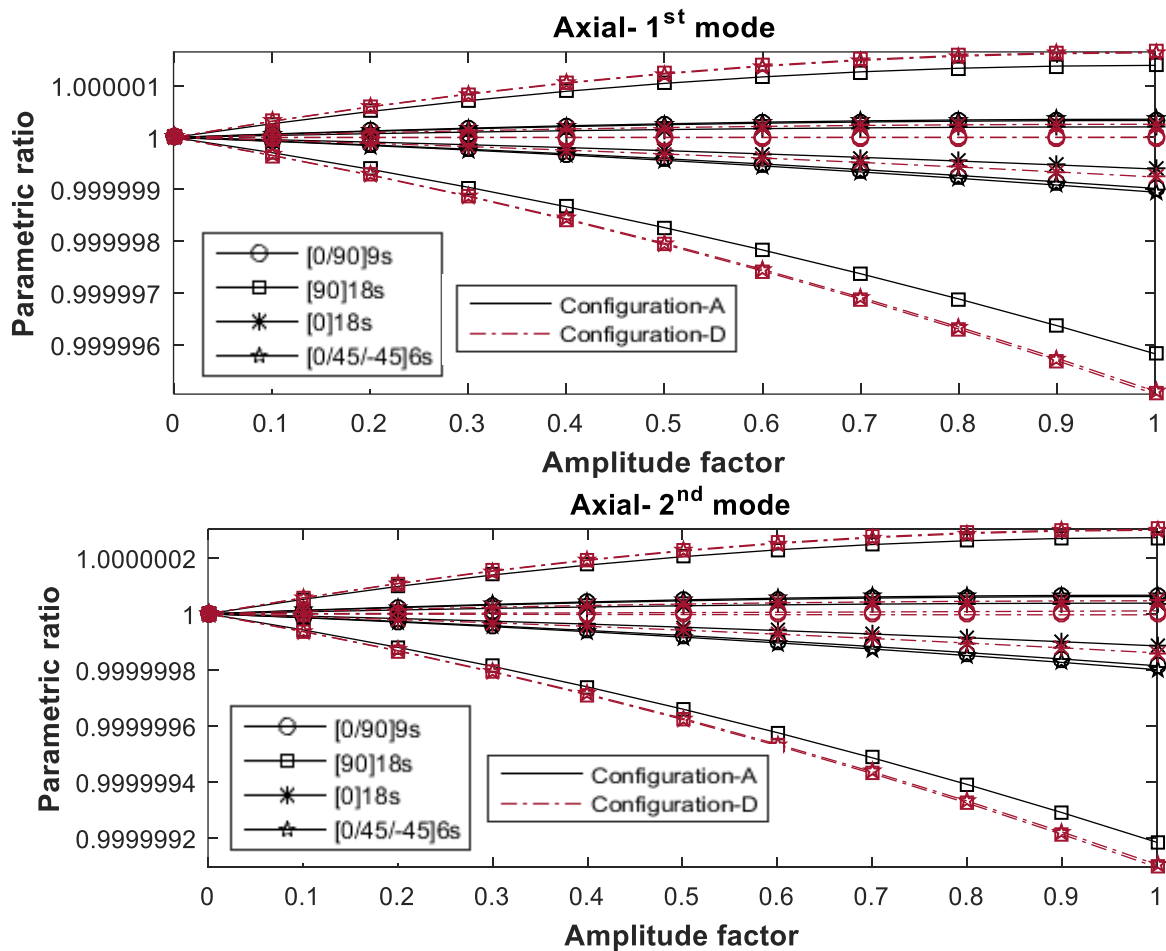 Axial- 1st mode
Parametric ratio
1.000001
1
0.999999
0.999998
0.999997
0.999996
[0/90]9s
[90]18s
[0]18s
[0/45/-45]6s
Configuration-A
Configuration-D
0 0.1 0.2 0.3 0.4 0.5 0.6 0.7 0.8 0.9 1
Amplitude factor
Axial- 2nd mode
Parametric ratio
1.0000002
1
0.9999998
0.9999996
0.9999994
0.9999992
[0/90]9s
[90]18s
[0]18s
[0/45/-45]6s
Configuration-A
Configuration-D
0 0.1 0.2 0.3 0.4 0.5 0.6 0.7 0.8 0.9 1
Amplitude factor